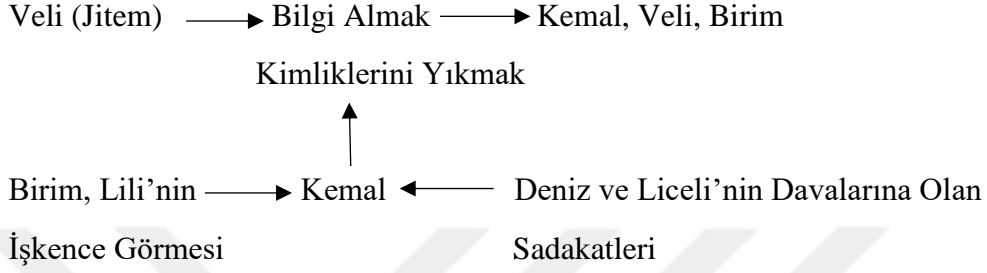 Veli (Jitem) Bilgi Almak Kemal, Veli, Birim
Kimliklerini Yıkmak
Birim, Lili’nin Kemal Deniz ve Liceli’nin Davalarına Olan
İşkence Görmesi Sadakatleri